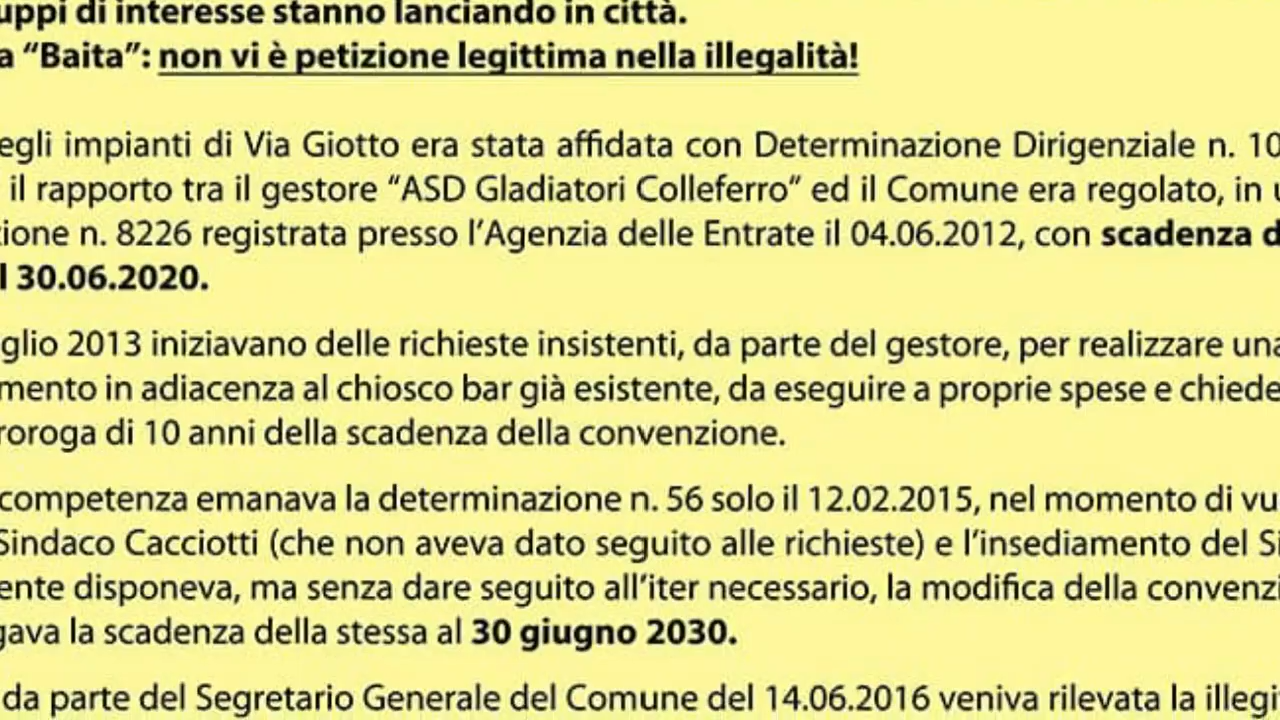 uppi di interesse stanno lanciando in città.
a “Baita”: non vi è petizione legittima nella illegalità!
egli impianti di Via Giotto era stata affidata con Determinazione Dirigenziale n. 10
il rapporto tra il gestore “ASD Gladiatori Colleferro” ed il Comune era regolato, in u
ione n. 8226 registrata presso l’Agenzia delle Entrate il 04.06.2012, con scadenza d
l 30.06.2020.
glio 2013 iniziavano delle richieste insistenti, da parte del gestore, per realizzare una
mento in adiacenza al chiosco bar già esistente, da eseguire a proprie spese e chiede
roroga di 10 anni della scadenza della convenzione.
competenza emanava la determinazione n. 56 solo il 12.02.2015, nel momento di vu
Sindaco Cacciotti (che non aveva dato seguito alle richieste) e l’insediamento del Si
ente disponeva, ma senza dare seguito all’iter necessario, la modifica della convenzi
gava la scadenza della stessa al 30 giugno 2030.
da parte del Segretario Generale del Comune del 14.06.2016 veniva rilevata la illegi